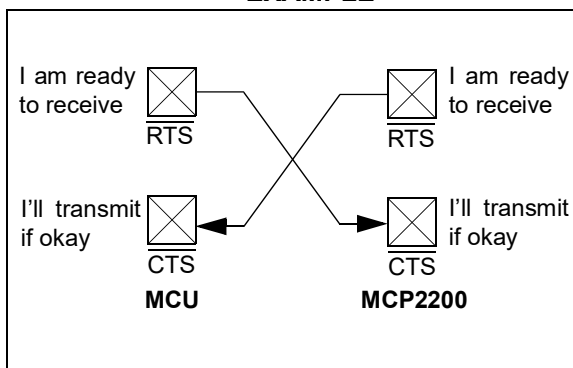 I am ready
to receive
RTS
I am ready
to receive
RTS
I'll transmit
if okay
CTS
I'll transmit
if okay
CTS
MCU
MCP2200